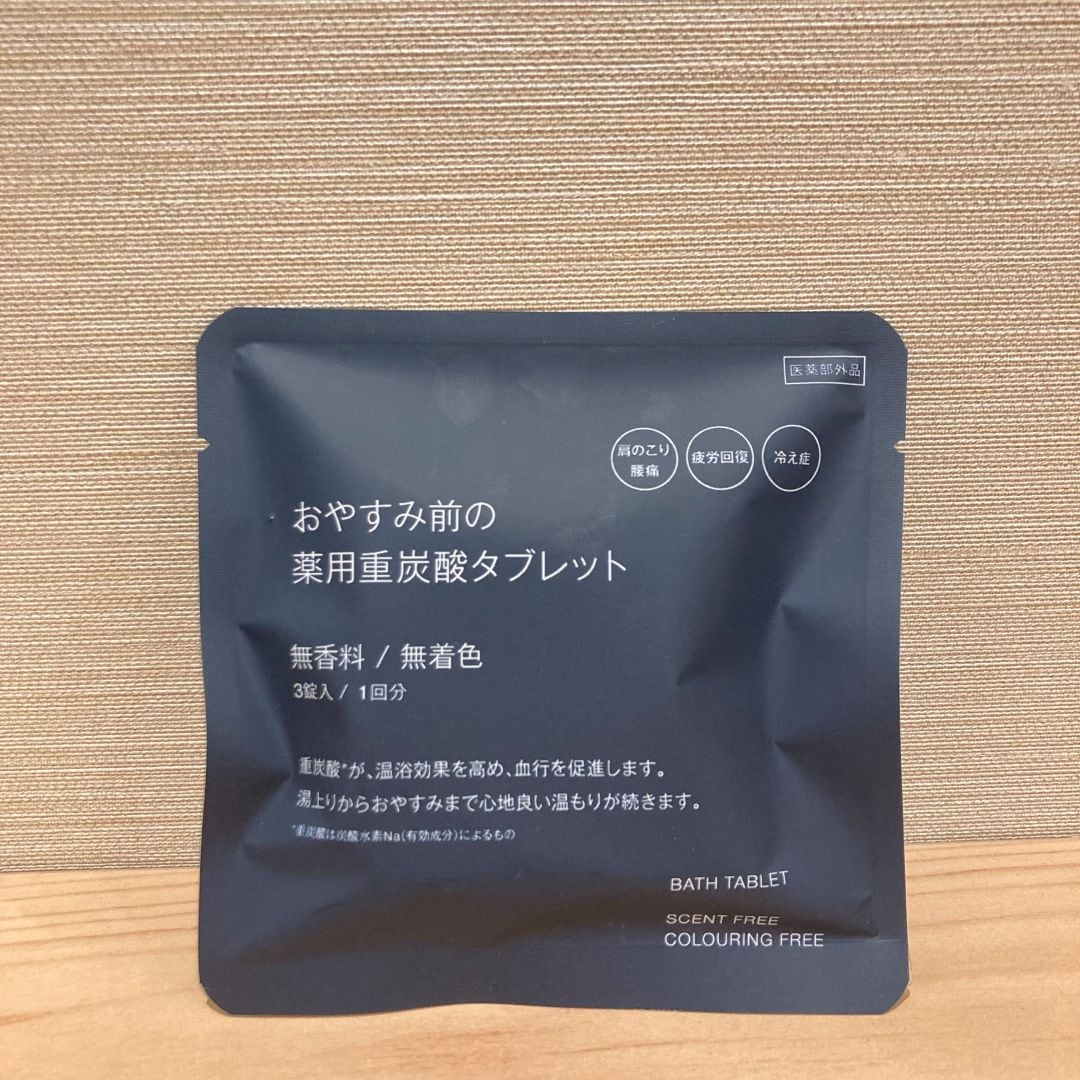 医薬部外品
肩のこり
腰痛
疲労回復
冷え症
おやすみ前の
薬用重炭酸タブレット
無香料 / 無着色
3錠入 / 1回分
重炭酸*が、温浴効果を高め、血行を促進します。
湯上りからおやすみまで心地良い温もりが続きます。
*重炭酸は炭酸水素Na(有効成分)によるもの
BATH TABLET
SCENT FREE
COLOURING FREE